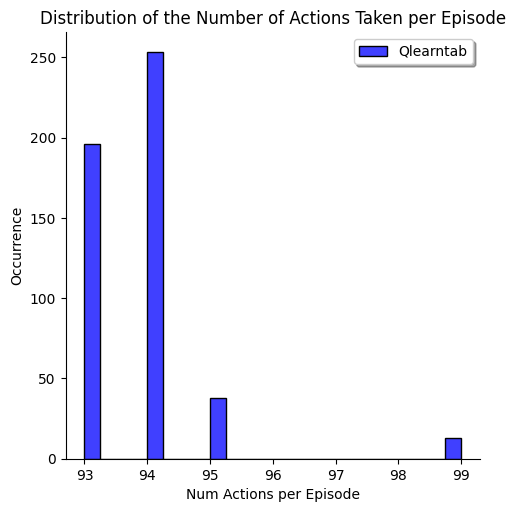 Distribution of the Number of Actions Taken per Episode
Qlearntab
250
200
150
100
50
0
Occurrence
93 94 95 96 97 98 99
Num Actions per Episode